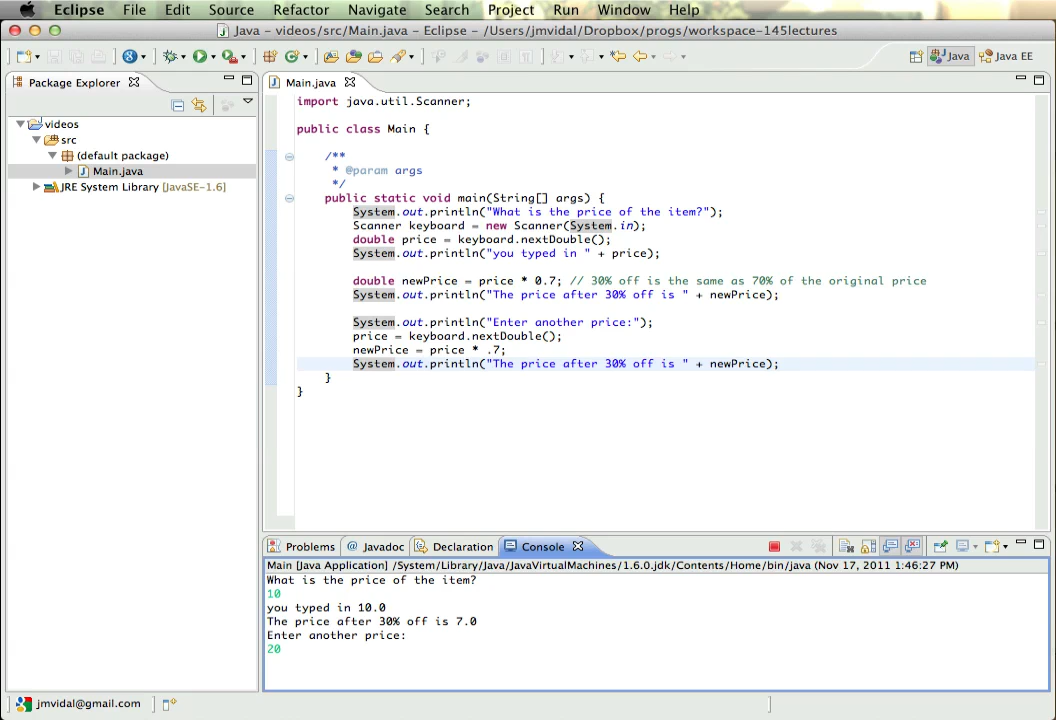 Eclipse File Edit Source Refactor Navigate Search Project Run Window Help
Java – videos/src/Main.java – Eclipse – /Users/jmvidal/Dropbox/progs/workspace-145lectures
Java Java EE
Package Explorer
Main.java
videos
src
(default package)
Main.java
JRE System Library [JavaSE-1.6]
import java.util.Scanner;
public class Main {
/**
* @param args
*/
public static void main(String[] args) {
System.out.println("What is the price of the item?");
Scanner keyboard = new Scanner(System.in);
double price = keyboard.nextDouble();
System.out.println("you typed in " + price);
double newPrice = price * 0.7; // 30% off is the same as 70% of the original price
System.out.println("The price after 30% off is " + newPrice);
System.out.println("Enter another price:");
price = keyboard.nextDouble();
newPrice = price * .7;
System.out.println("The price after 30% off is " + newPrice);
}
}
Problems @ Javadoc Declaration Console
Main [Java Application] /System/Library/Java/JavaVirtualMachines/1.6.0.jdk/Contents/Home/bin/java (Nov 17, 2011 1:46:27 PM)
What is the price of the item?
10
you typed in 10.0
The price after 30% off is 7.0
Enter another price:
20
jmvidal@gmail.com